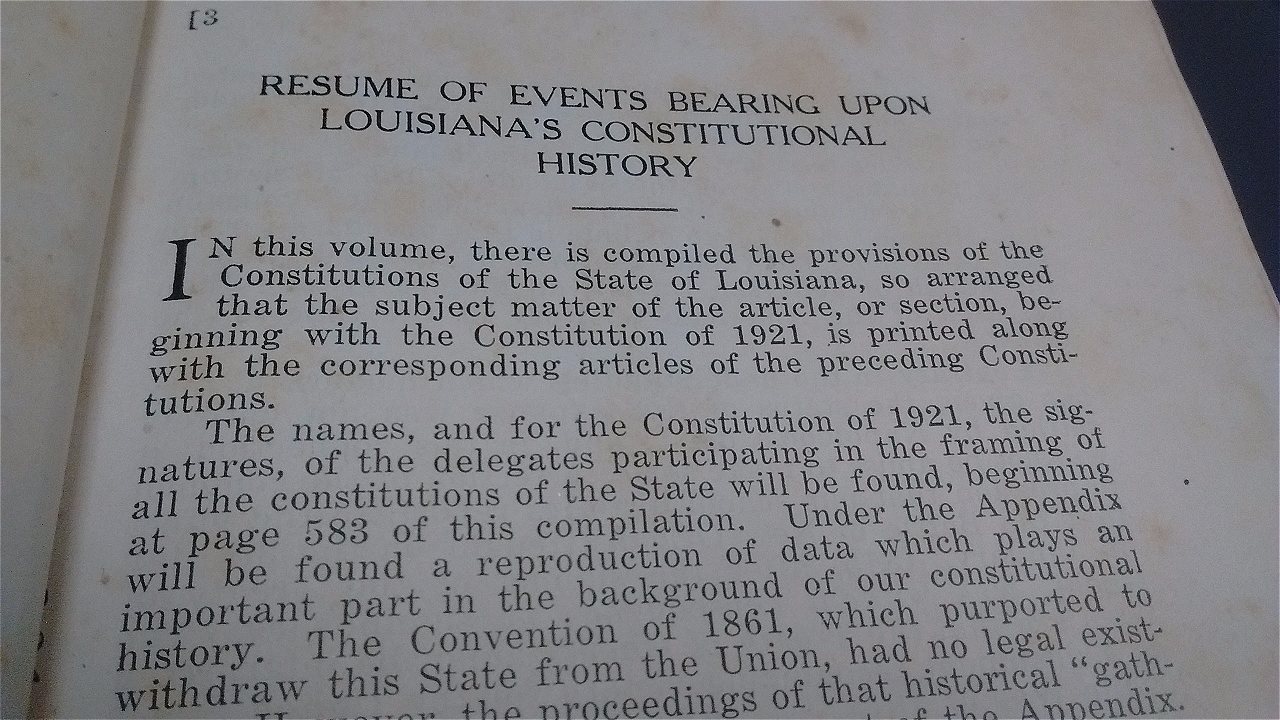 [3
RESUME OF EVENTS BEARING UPON
LOUISIANA'S CONSTITUTIONAL
HISTORY
IN this volume, there is compiled the provisions of the
Constitutions of the State of Louisiana, so arranged
that the subject matter of the article, or section, be-
ginning with the Constitution of 1921, is printed along
with the corresponding articles of the preceding Consti-
tutions.
The names, and for the Constitution of 1921, the sig-
natures, of the delegates participating in the framing of
all the constitutions of the State will be found, beginning
at page 583 of this compilation. Under the Appendix
will be found a reproduction of data which plays an
important part in the background of our constitutional
history. The Convention of 1861, which purported to
withdraw this State from the Union, had no legal exist-
However, the proceedings of that historical "gath-
of the Appendix.